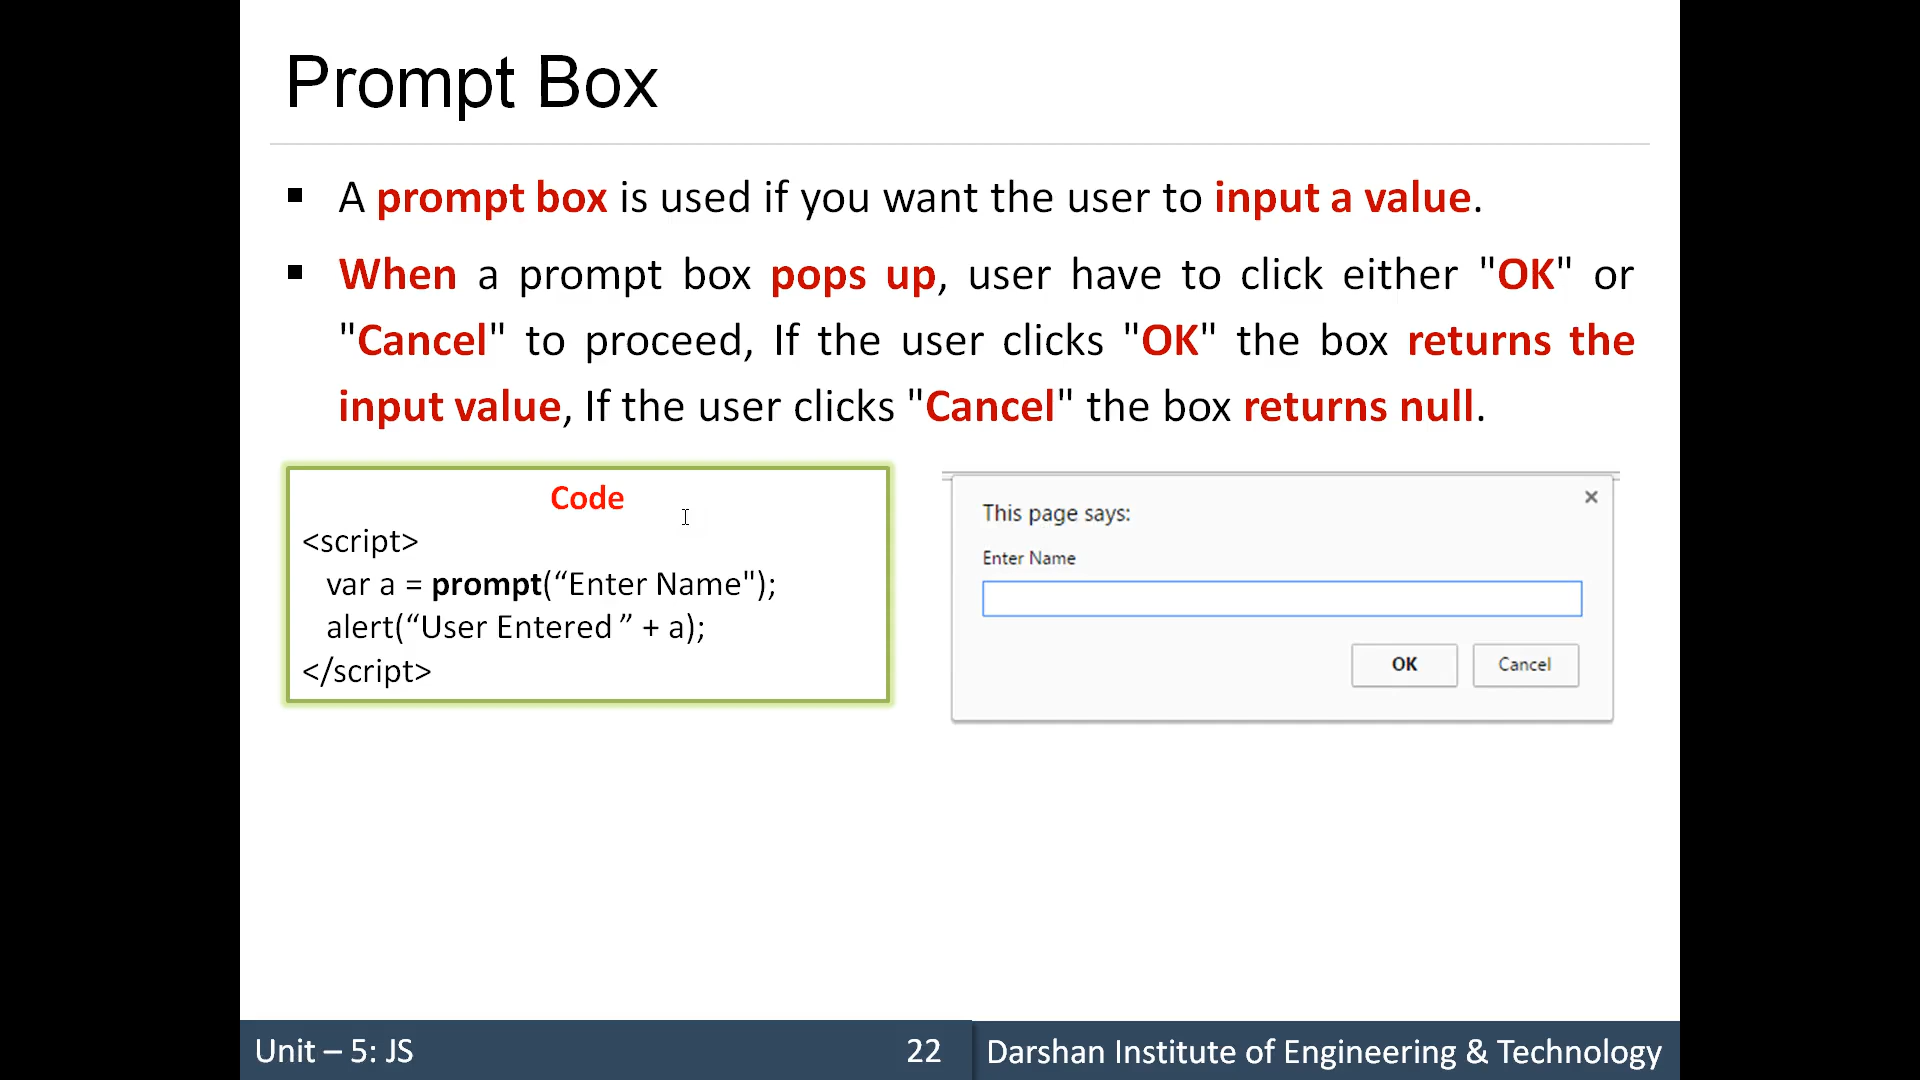 Prompt Box
▪ A prompt box is used if you want the user to input a value.
▪ When a prompt box pops up, user have to click either "OK" or
"Cancel" to proceed, If the user clicks "OK" the box returns the
input value, If the user clicks "Cancel" the box returns null.
Code
<script>
var a = prompt(“Enter Name");
alert(“User Entered ” + a);
</script>
This page says:
Enter Name
OK Cancel
Unit – 5: JS 22 Darshan Institute of Engineering & Technology